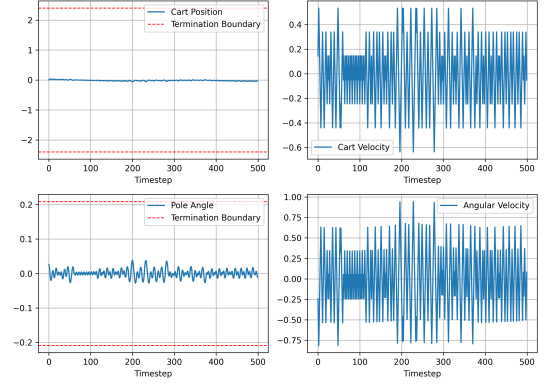 2
1
0
−1
−2
0 100 200 300 400 500
Timestep
Cart Position
Termination Boundary
0.4
0.2
0.0
−0.2
−0.4
−0.6
0 100 200 300 400 500
Timestep
Cart Velocity
0.2
0.1
0.0
−0.1
−0.2
0 100 200 300 400 500
Timestep
Pole Angle
Termination Boundary
1.00
0.75
0.50
0.25
0.00
−0.25
−0.50
−0.75
0 100 200 300 400 500
Timestep
Angular Velocity